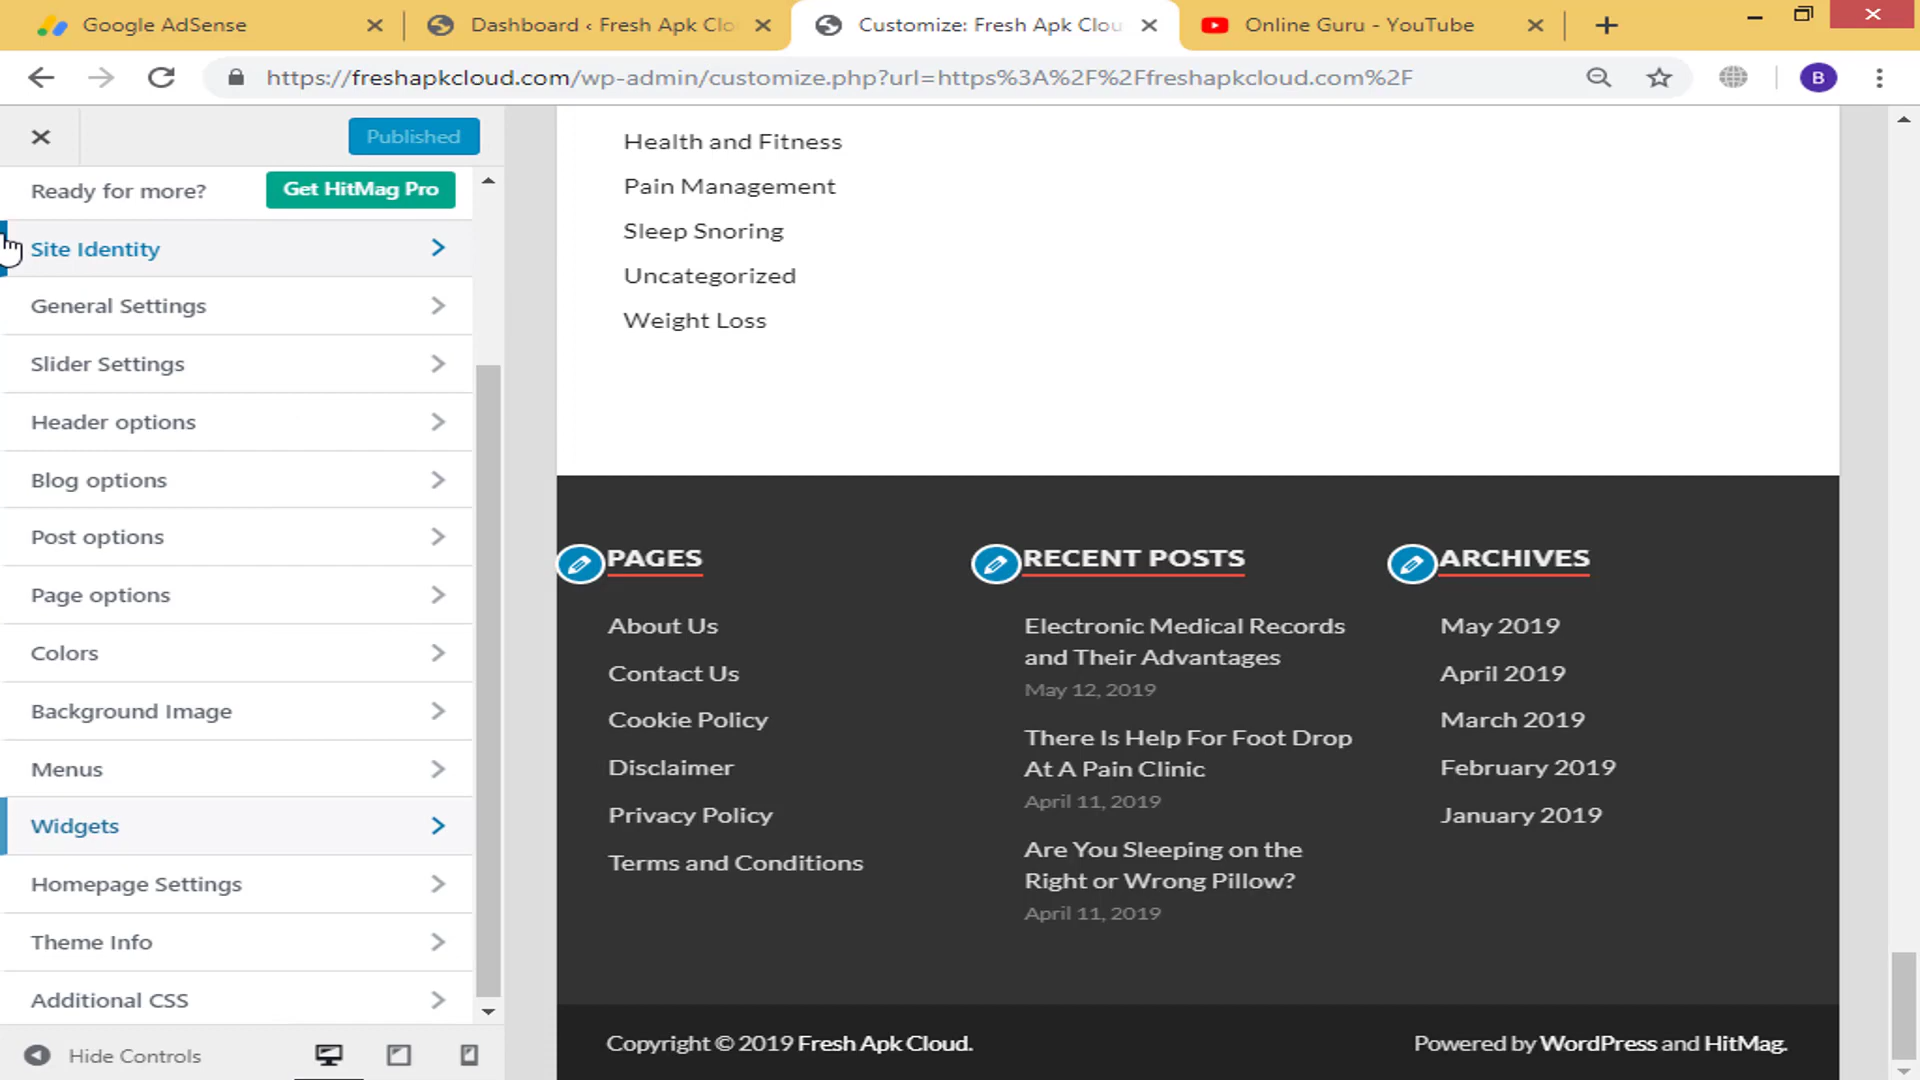 Google AdSense
Dashboard ‹ Fresh Apk Clo
Customize: Fresh Apk Clou
Online Guru - YouTube
https://freshapkcloud.com/wp-admin/customize.php?url=https%3A%2F%2Ffreshapkcloud.com%2F
B
Published
Ready for more?
Get HitMag Pro
Site Identity
General Settings
Slider Settings
Header options
Blog options
Post options
Page options
Colors
Background Image
Menus
Widgets
Homepage Settings
Theme Info
Additional CSS
Hide Controls
Health and Fitness
Pain Management
Sleep Snoring
Uncategorized
Weight Loss
PAGES
About Us
Contact Us
Cookie Policy
Disclaimer
Privacy Policy
Terms and Conditions
RECENT POSTS
Electronic Medical Records
and Their Advantages
May 12, 2019
There Is Help For Foot Drop
At A Pain Clinic
April 11, 2019
Are You Sleeping on the
Right or Wrong Pillow?
April 11, 2019
ARCHIVES
May 2019
April 2019
March 2019
February 2019
January 2019
Copyright © 2019 Fresh Apk Cloud.
Powered by WordPress and HitMag.